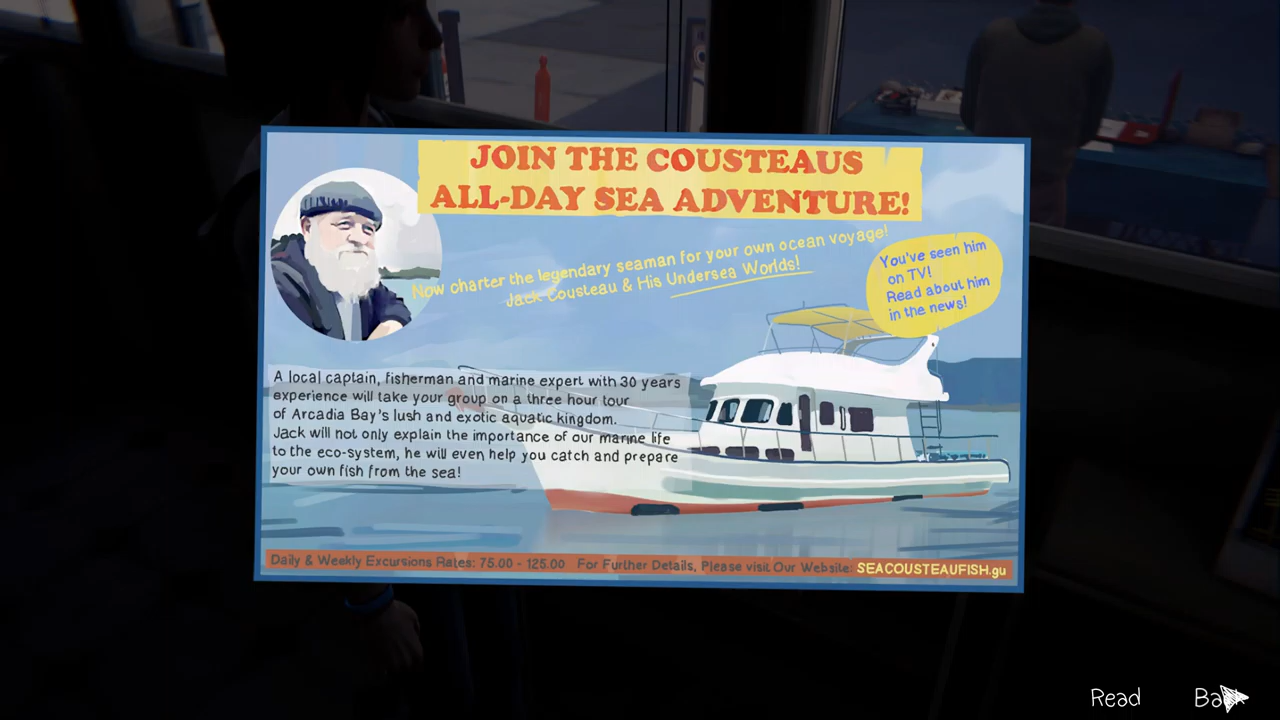 JOIN THE COUSTEAUS
ALL-DAY SEA ADVENTURE!
Now charter the legendary seaman for your own ocean voyage!
Jack Cousteau & His Undersea Worlds!
You've seen him
on TV!
Read about him
in the news!
A local captain, fisherman and marine expert with 30 years
experience will take your group on a three hour tour
of Arcadia Bay's lush and exotic aquatic kingdom.
Jack will not only explain the importance of our marine life
to the eco-system, he will even help you catch and prepare
your own fish from the sea!
Daily & Weekly Excursions Rates: 75.00 - 125.00 For Further Details, Please visit Our Website: SEACOUSTEAUFISH.gu
Read